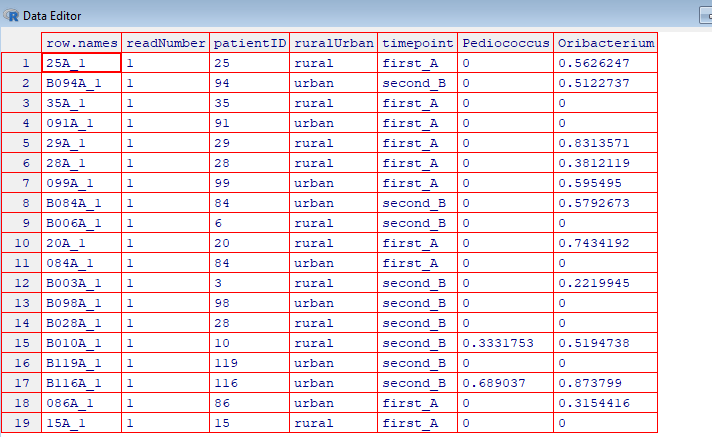 Data Editor
row.names readNumber patientID ruralUrban timepoint Pediococcus Oribacterium
1 25A_1 1 25 rural first_A 0 0.5626247
2 B094A_1 1 94 urban second_B 0 0.5122737
3 35A_1 1 35 rural first_A 0 0
4 091A_1 1 91 urban first_A 0 0
5 29A_1 1 29 rural first_A 0 0.8313571
6 28A_1 1 28 rural first_A 0 0.3812119
7 099A_1 1 99 urban first_A 0 0.595495
8 B084A_1 1 84 urban second_B 0 0.5792673
9 B006A_1 1 6 rural second_B 0 0
10 20A_1 1 20 rural first_A 0 0.7434192
11 084A_1 1 84 urban first_A 0 0
12 B003A_1 1 3 rural second_B 0 0.2219945
13 B098A_1 1 98 urban second_B 0 0
14 B028A_1 1 28 rural second_B 0 0
15 B010A_1 1 10 rural second_B 0.3331753 0.5194738
16 B119A_1 1 119 urban second_B 0 0
17 B116A_1 1 116 urban second_B 0.689037 0.873799
18 086A_1 1 86 urban first_A 0 0.3154416
19 15A_1 1 15 rural first_A 0 0